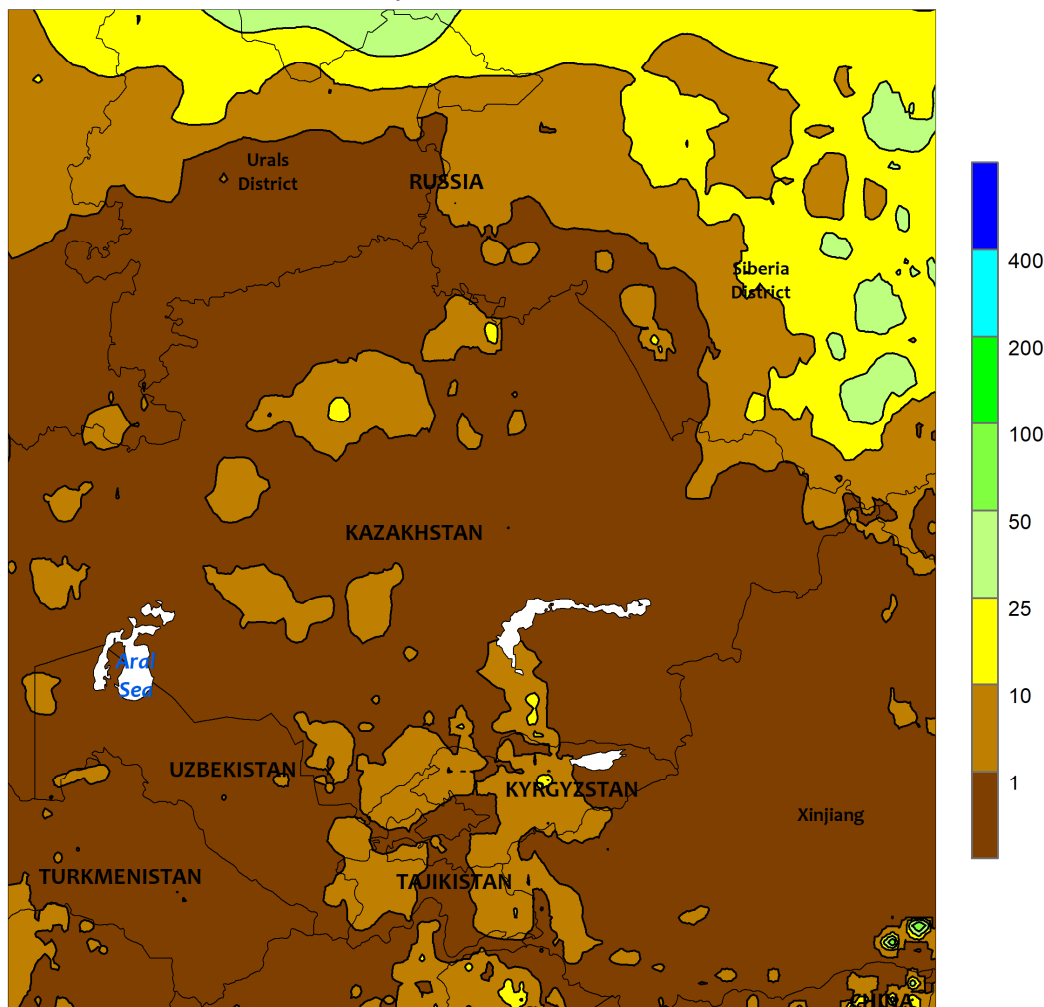 Urals
District
RUSSIA
Siberia
District
KAZAKHSTAN
Aral
Sea
UZBEKISTAN
KYRGYZSTAN
Xinjiang
TURKMENISTAN
TAJIKISTAN
CHINA
400
200
100
50
25
10
1